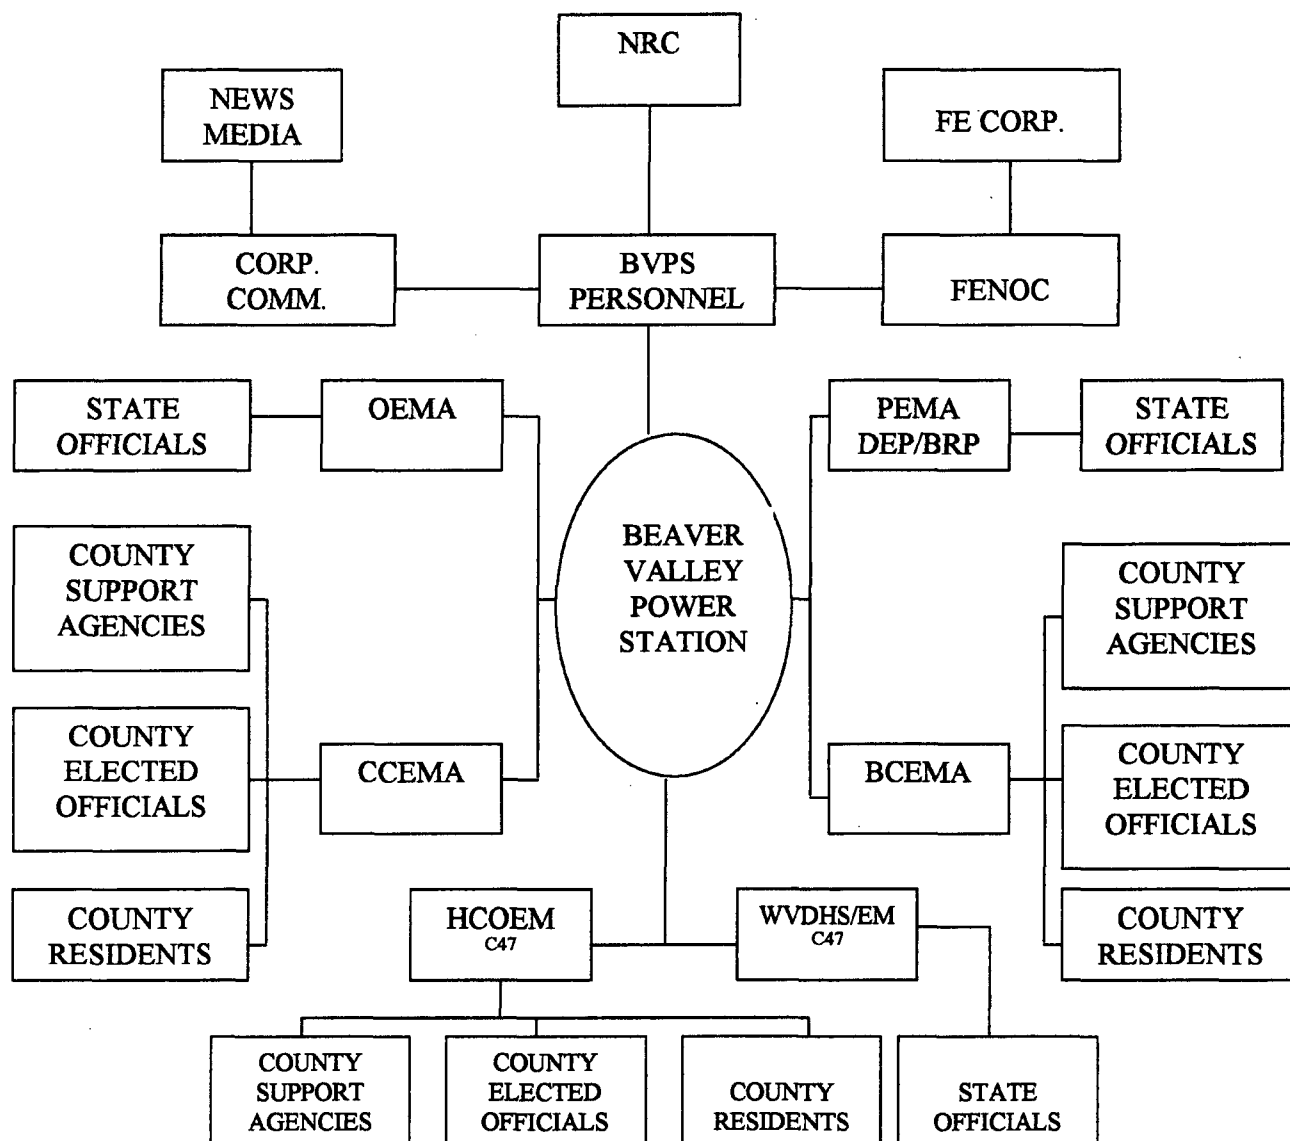 NRC
NEWS
MEDIA
FE CORP.
CORP.
COMM.
BVPS
PERSONNEL
FENOC
STATE
OFFICIALS
OEMA
PEMA
DEP/BRP
STATE
OFFICIALS
BEAVER
VALLEY
POWER
STATION
COUNTY
SUPPORT
AGENCIES
COUNTY
SUPPORT
AGENCIES
COUNTY
ELECTED
OFFICIALS
CCEMA
BCEMA
COUNTY
ELECTED
OFFICIALS
COUNTY
RESIDENTS
HCOEM
C47
WVDHS/EM
C47
COUNTY
RESIDENTS
COUNTY
SUPPORT
AGENCIES
COUNTY
ELECTED
OFFICIALS
COUNTY
RESIDENTS
STATE
OFFICIALS